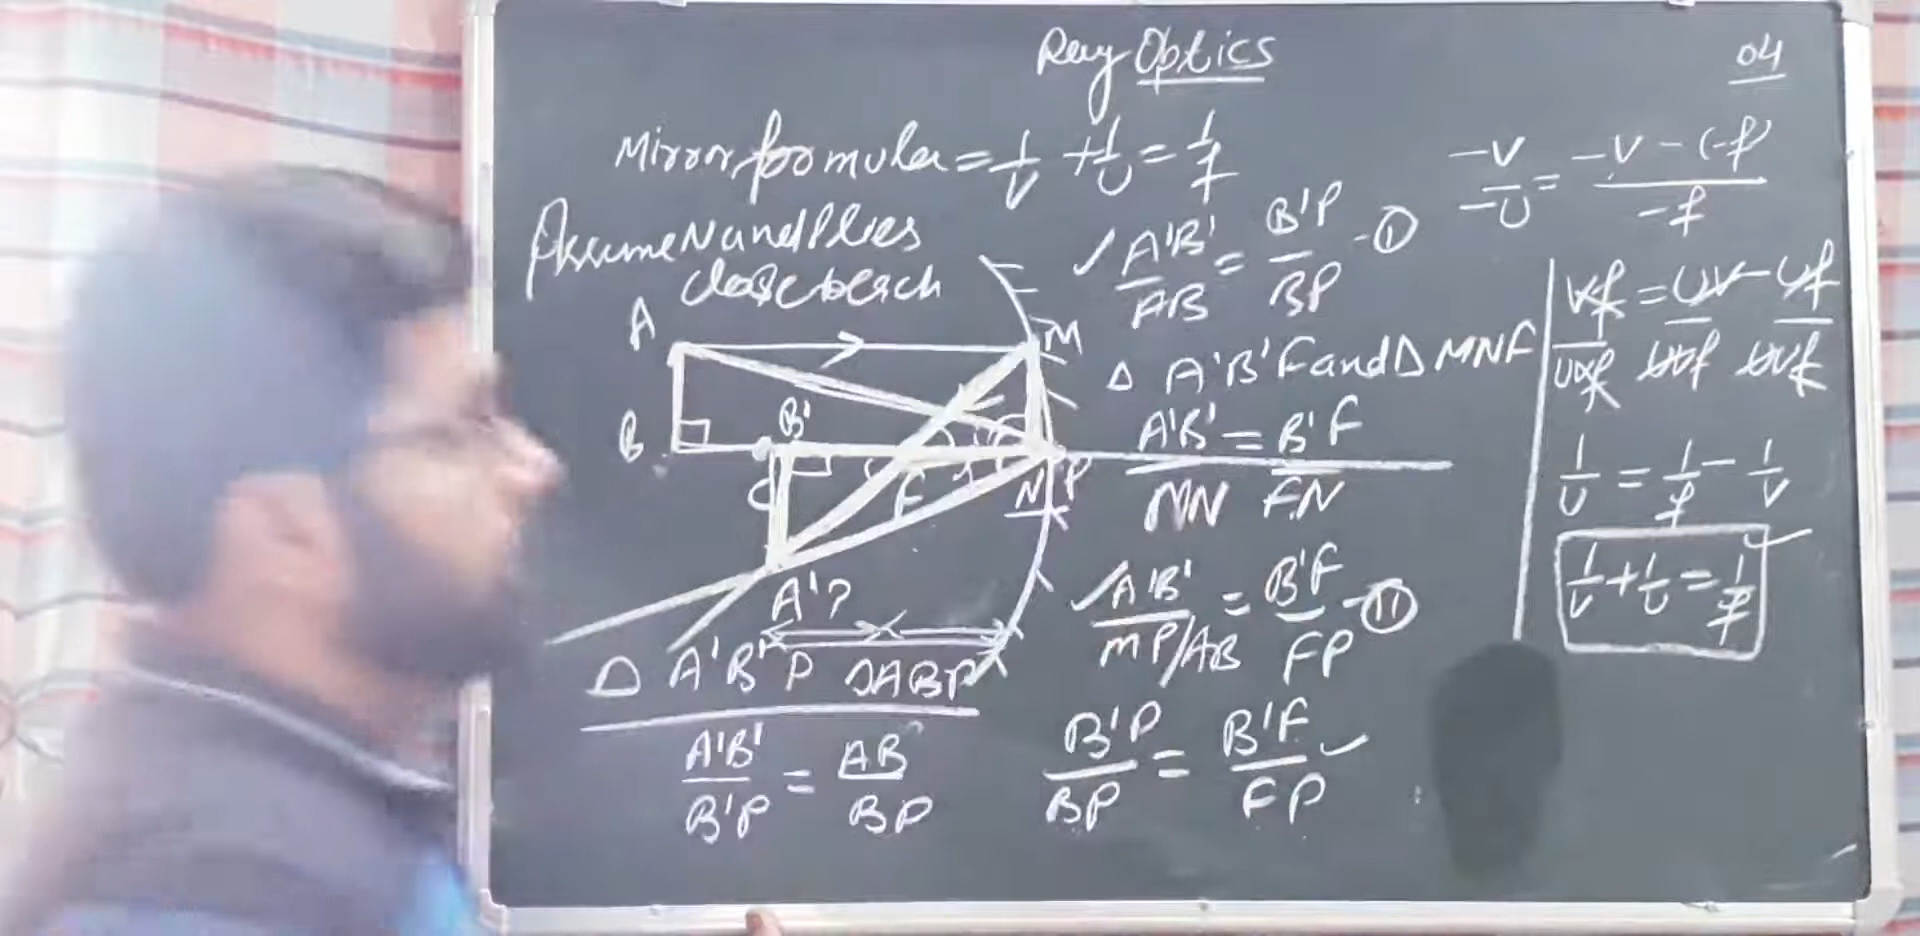 Ray Optics
04
Mirror formula = 1/v + 1/u = 1/f
Assume N and P lies
close to each
A
B
B'
C
F
M
N
P
A'?
Δ A'B'P ΔABP
A'B'/B'P = AB/BP
✓ A'B'/AB = B'P/BP - ①
Δ A'B'F and Δ MNF
A'B'/MN = B'F/FN
✓ A'B'/MP/AB = B'F/FP - ⑪
B'P/BP = B'F/FP ✓
-v/-u = -v-(-f)/-f
vf/uvf = uv/uvf - uf/uvf
1/u = 1/f - 1/v
1/v + 1/u = 1/f